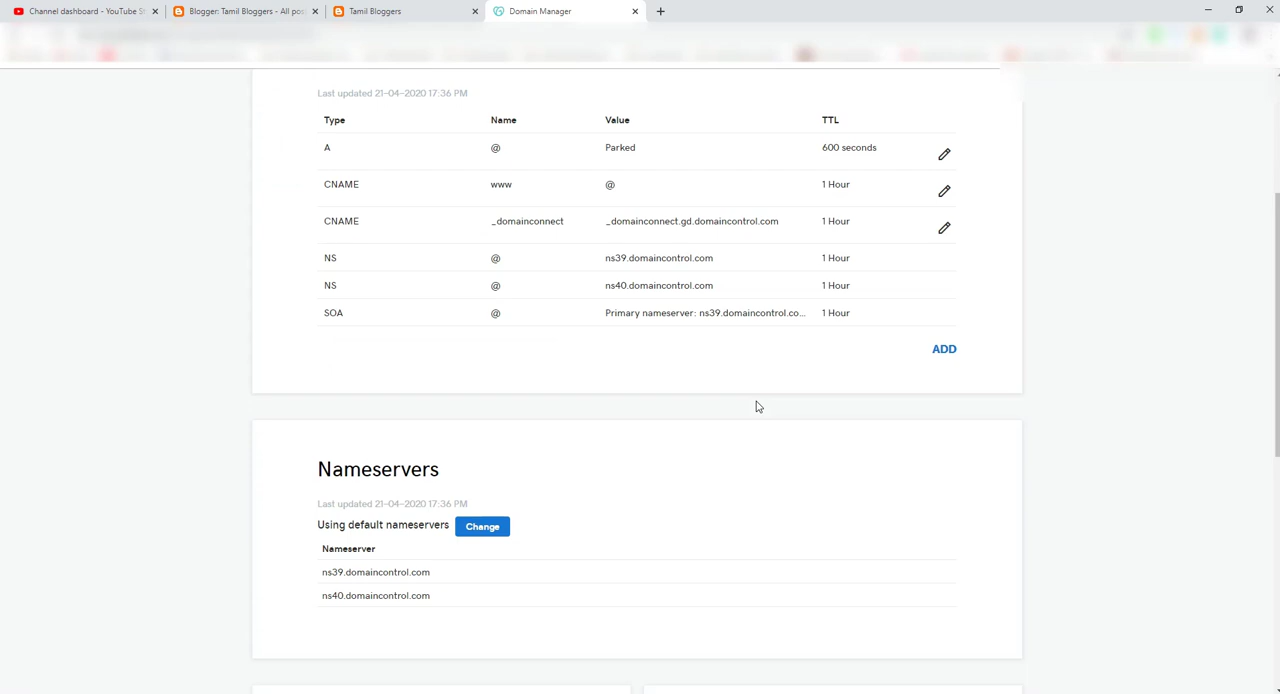 Channel dashboard - YouTube St
Blogger: Tamil Bloggers - All pos
Tamil Bloggers
Domain Manager
Last updated 21-04-2020 17:36 PM
Type Name Value TTL
A @ Parked 600 seconds
CNAME www @ 1 Hour
CNAME _domainconnect _domainconnect.gd.domaincontrol.com 1 Hour
NS @ ns39.domaincontrol.com 1 Hour
NS @ ns40.domaincontrol.com 1 Hour
SOA @ Primary nameserver: ns39.domaincontrol.co... 1 Hour
ADD
Nameservers
Last updated 21-04-2020 17:36 PM
Using default nameservers Change
Nameserver
ns39.domaincontrol.com
ns40.domaincontrol.com